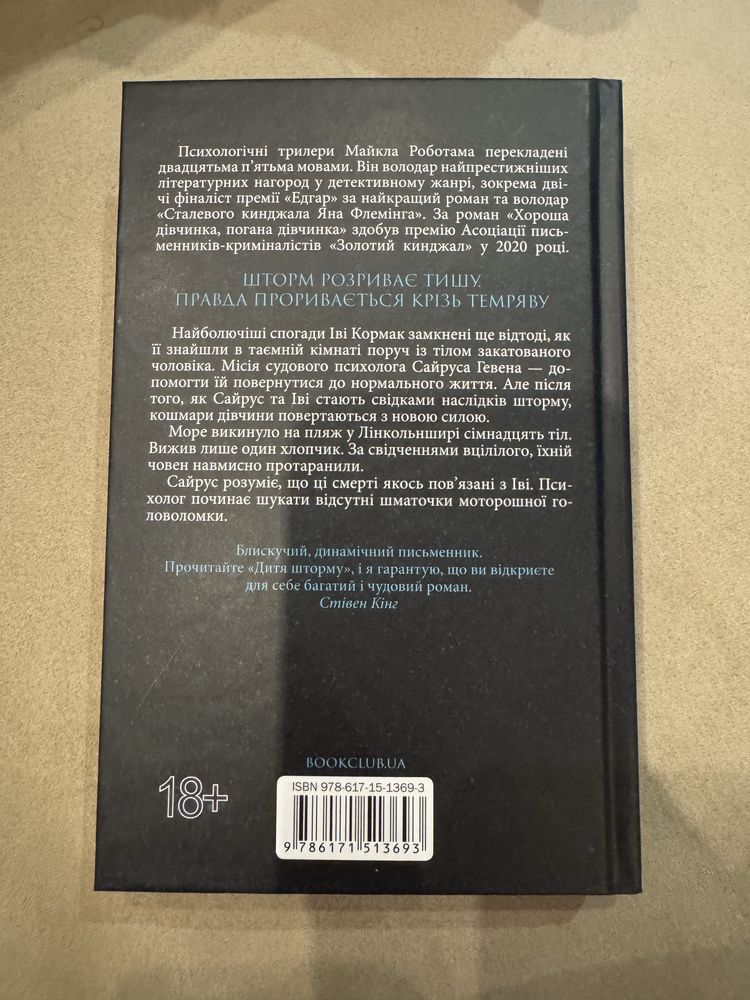 Психологічні трилери Майкла Роботама перекладені
двадцятьма п’ятьма мовами. Він володар найпрестижніших
літературних нагород у детективному жанрі, зокрема дві-
чі фіналіст премії «Едгар» за найкращий роман та володар
«Сталевого кинджала Яна Флемінга». За роман «Хороша
дівчинка, погана дівчинка» здобув премію Асоціації пись-
менників-криміналістів «Золотий кинджал» у 2020 році.
ШТОРМ РОЗРИВАЄ ТИШУ.
ПРАВДА ПРОРИВАЄТЬСЯ КРІЗЬ ТЕМРЯВУ
Найболючіші спогади Іві Кормак замкнені ще відтоді, як
її знайшли в таємній кімнаті поруч із тілом закатованого
чоловіка. Місія судового психолога Сайруса Гевена — до-
помогти їй повернутися до нормального життя. Але після
того, як Сайрус та Іві стають свідками наслідків шторму,
кошмари дівчини повертаються з новою силою.
Море викинуло на пляж у Лінкольнширі сімнадцять тіл.
Вижив лише один хлопчик. За свідченнями вцілілого, їхній
човен навмисно протаранили.
Сайрус розуміє, що ці смерті якось пов’язані з Іві. Пси-
холог починає шукати відсутні шматочки моторошної го-
ловоломки.
Блискучий, динамічний письменник.
Прочитайте «Дитя шторму», і я гарантую, що ви відкриєте
для себе багатий і чудовий роман.
Стівен Кінг
BOOKCLUB.UA
18+
ISBN 978-617-15-1369-3
9 786171 513693